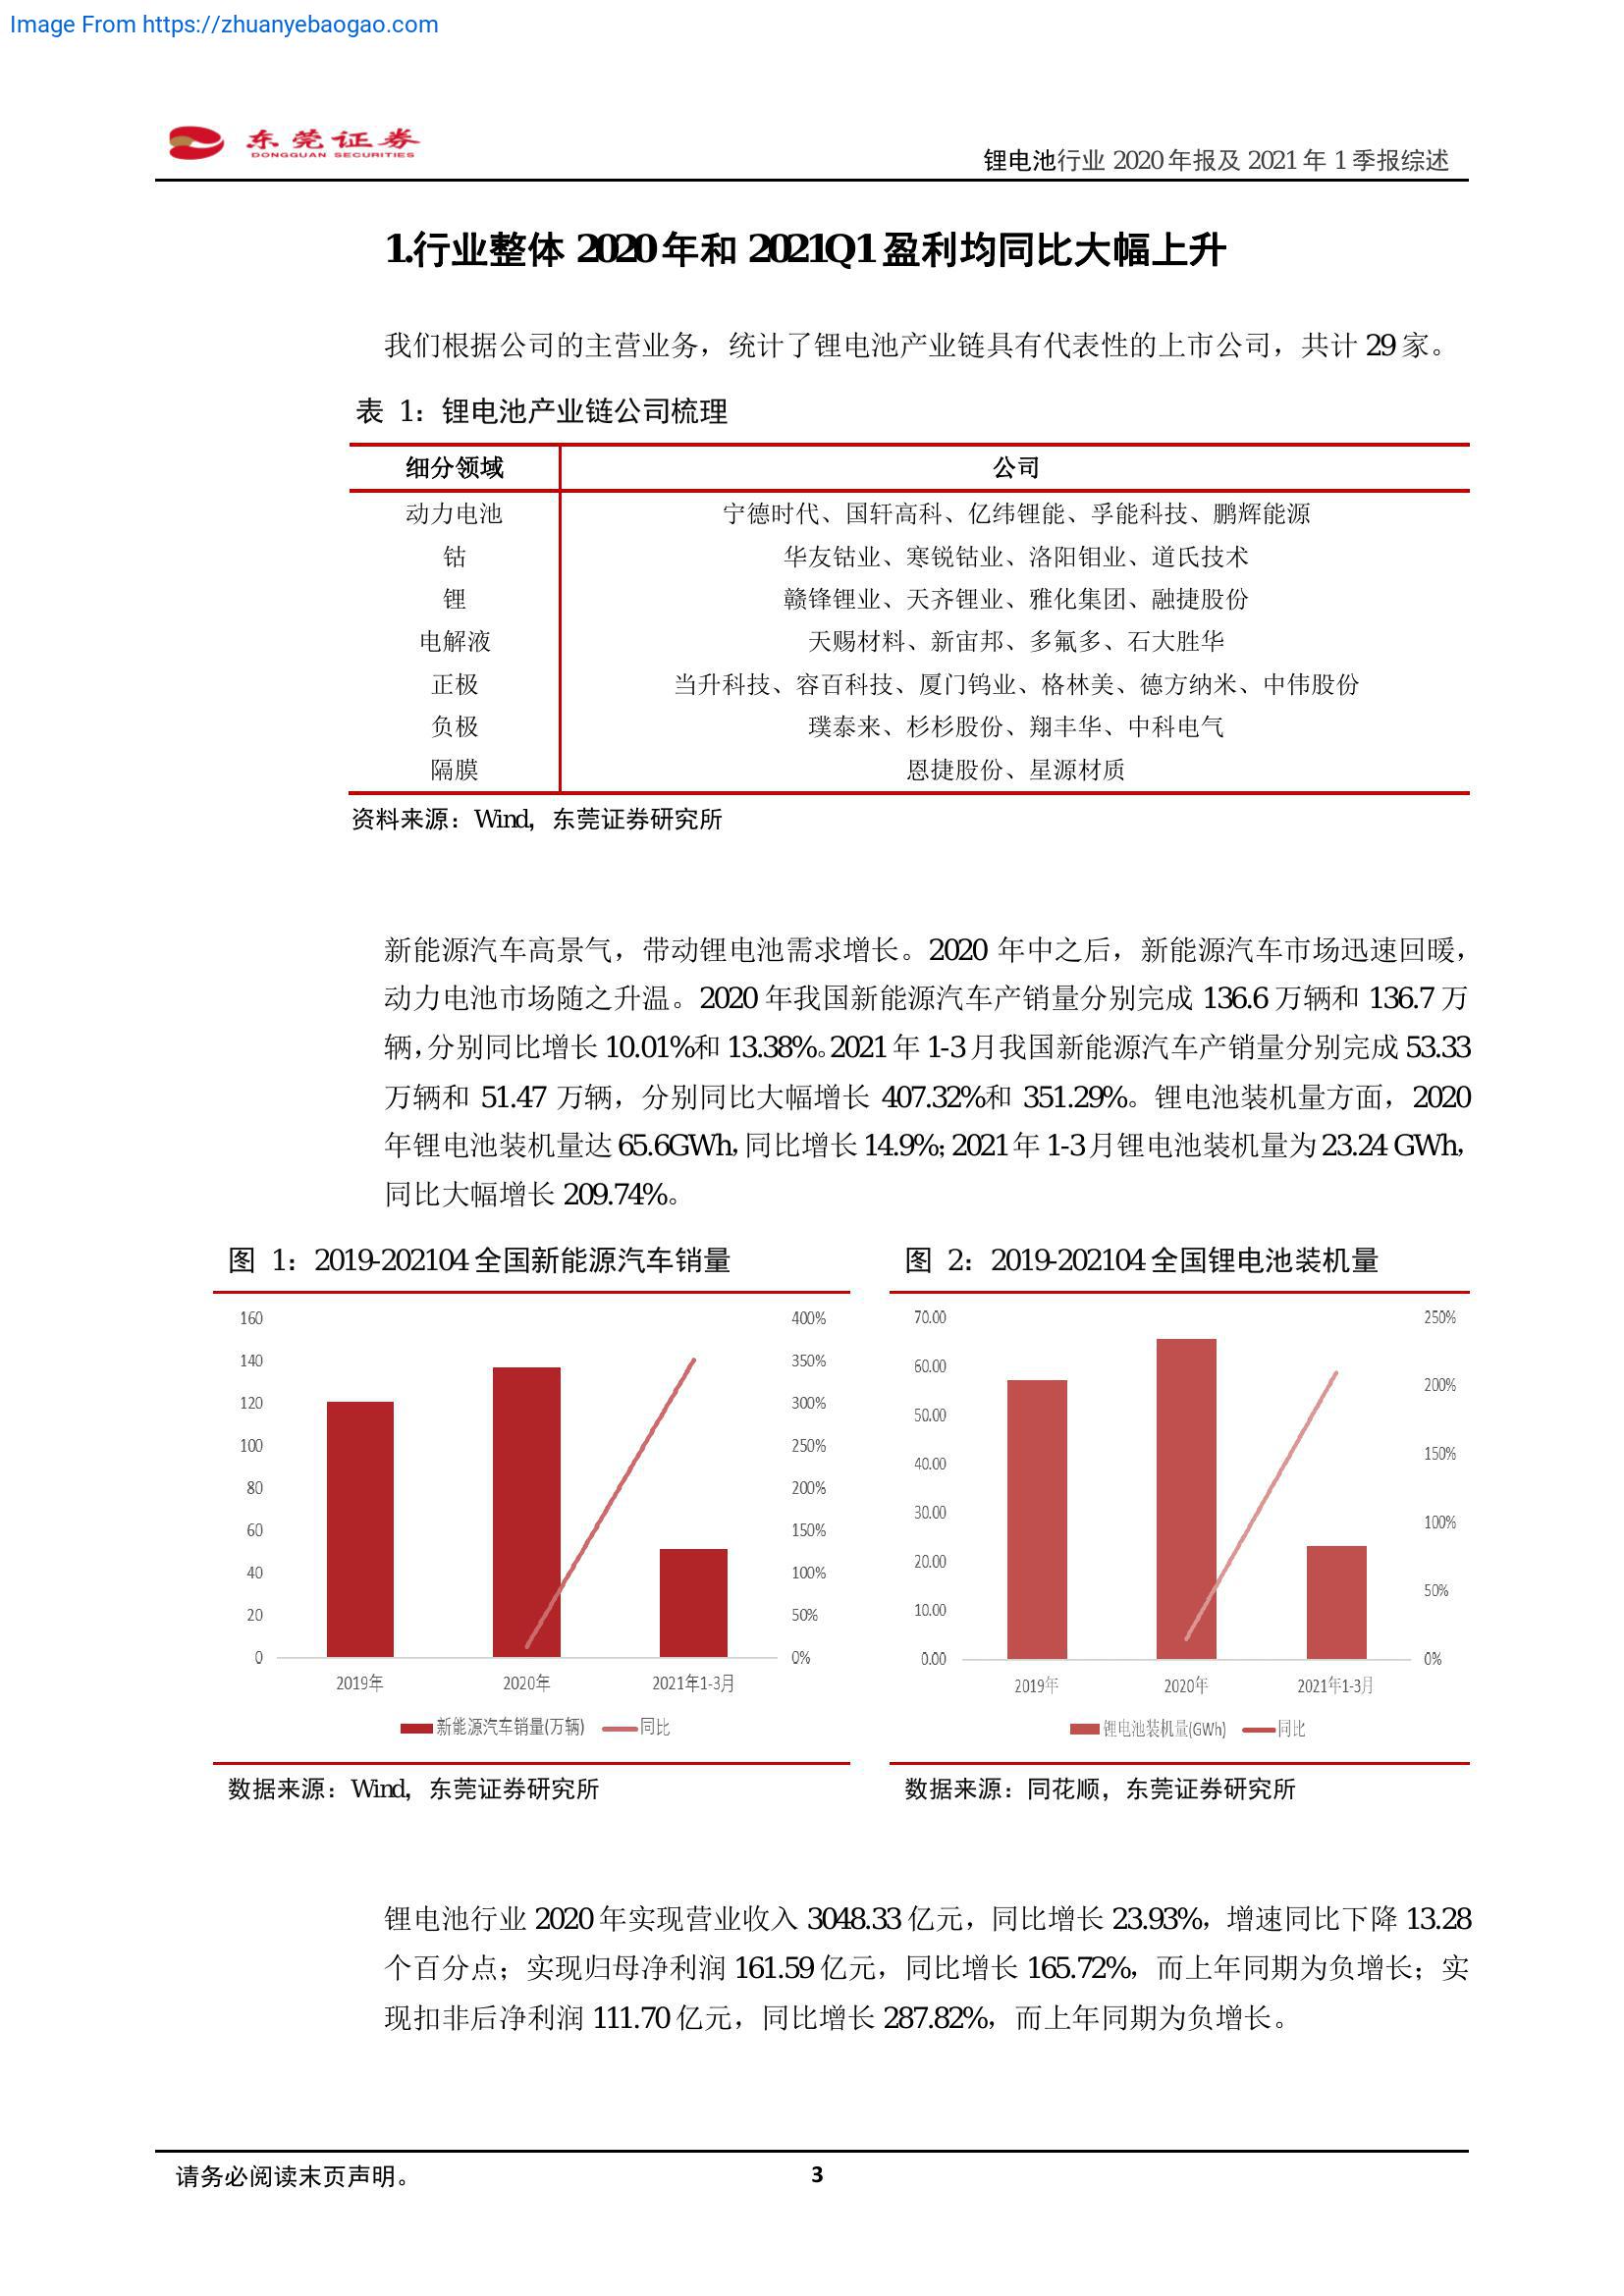 Image From https://zhuanyebaogao.com
东莞证券
DONGGUAN SECURITIES
锂电池行业 2020 年报及 2021 年 1 季报综述
1.行业整体 2020 年和 2021Q1 盈利均同比大幅上升
我们根据公司的主营业务，统计了锂电池产业链具有代表性的上市公司，共计 29 家。
表 1：锂电池产业链公司梳理
细分领域 公司
动力电池 宁德时代、国轩高科、亿纬锂能、孚能科技、鹏辉能源
钴 华友钴业、寒锐钴业、洛阳钼业、道氏技术
锂 赣锋锂业、天齐锂业、雅化集团、融捷股份
电解液 天赐材料、新宙邦、多氟多、石大胜华
正极 当升科技、容百科技、厦门钨业、格林美、德方纳米、中伟股份
负极 璞泰来、杉杉股份、翔丰华、中科电气
隔膜 恩捷股份、星源材质
资料来源：Wind，东莞证券研究所
新能源汽车高景气，带动锂电池需求增长。2020 年中之后，新能源汽车市场迅速回暖，
动力电池市场随之升温。2020 年我国新能源汽车产销量分别完成 136.6 万辆和 136.7 万
辆，分别同比增长 10.01%和 13.38%。2021 年 1-3 月我国新能源汽车产销量分别完成 53.33
万辆和 51.47 万辆，分别同比大幅增长 407.32%和 351.29%。锂电池装机量方面，2020
年锂电池装机量达 65.6GWh，同比增长 14.9%；2021 年 1-3 月锂电池装机量为 23.24 GWh，
同比大幅增长 209.74%。
图 1：2019-202104 全国新能源汽车销量
160
140
120
100
80
60
40
20
0
400%
350%
300%
250%
200%
150%
100%
50%
0%
2019年 2020年 2021年1-3月
新能源汽车销量(万辆) 同比
数据来源：Wind，东莞证券研究所
图 2：2019-202104 全国锂电池装机量
70.00
60.00
50.00
40.00
30.00
20.00
10.00
0.00
250%
200%
150%
100%
50%
0%
2019年 2020年 2021年1-3月
锂电池装机量(GWh) 同比
数据来源：同花顺，东莞证券研究所
锂电池行业 2020 年实现营业收入 3048.33 亿元，同比增长 23.93%，增速同比下降 13.28
个百分点；实现归母净利润 161.59 亿元，同比增长 165.72%，而上年同期为负增长；实
现扣非后净利润 111.70 亿元，同比增长 287.82%，而上年同期为负增长。
请务必阅读末页声明。
3